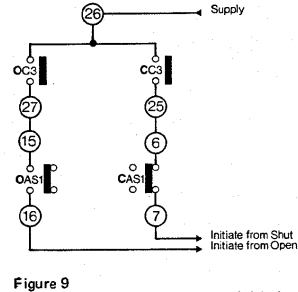 26 Supply
OC3 CC3
27 25
15 6
OAS1 CAS1
16 7
Initiate from Shut
Initiate from Open
Figure 9